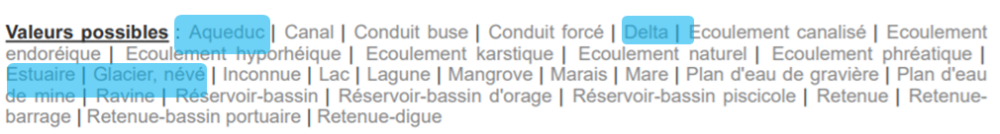 Valeurs possibles : Aqueduc | Canal | Conduit buse | Conduit forcé | Delta | Ecoulement canalisé | Ecoulement
endoréique | Ecoulement hyporhéique | Ecoulement karstique | Ecoulement naturel | Ecoulement phréatique |
Estuaire | Glacier, névé | Inconnue | Lac | Lagune | Mangrove | Marais | Mare | Plan d'eau de gravière | Plan d'eau
de mine | Ravine | Réservoir-bassin | Réservoir-bassin d'orage | Réservoir-bassin piscicole | Retenue | Retenue-
barrage | Retenue-bassin portuaire | Retenue-digue